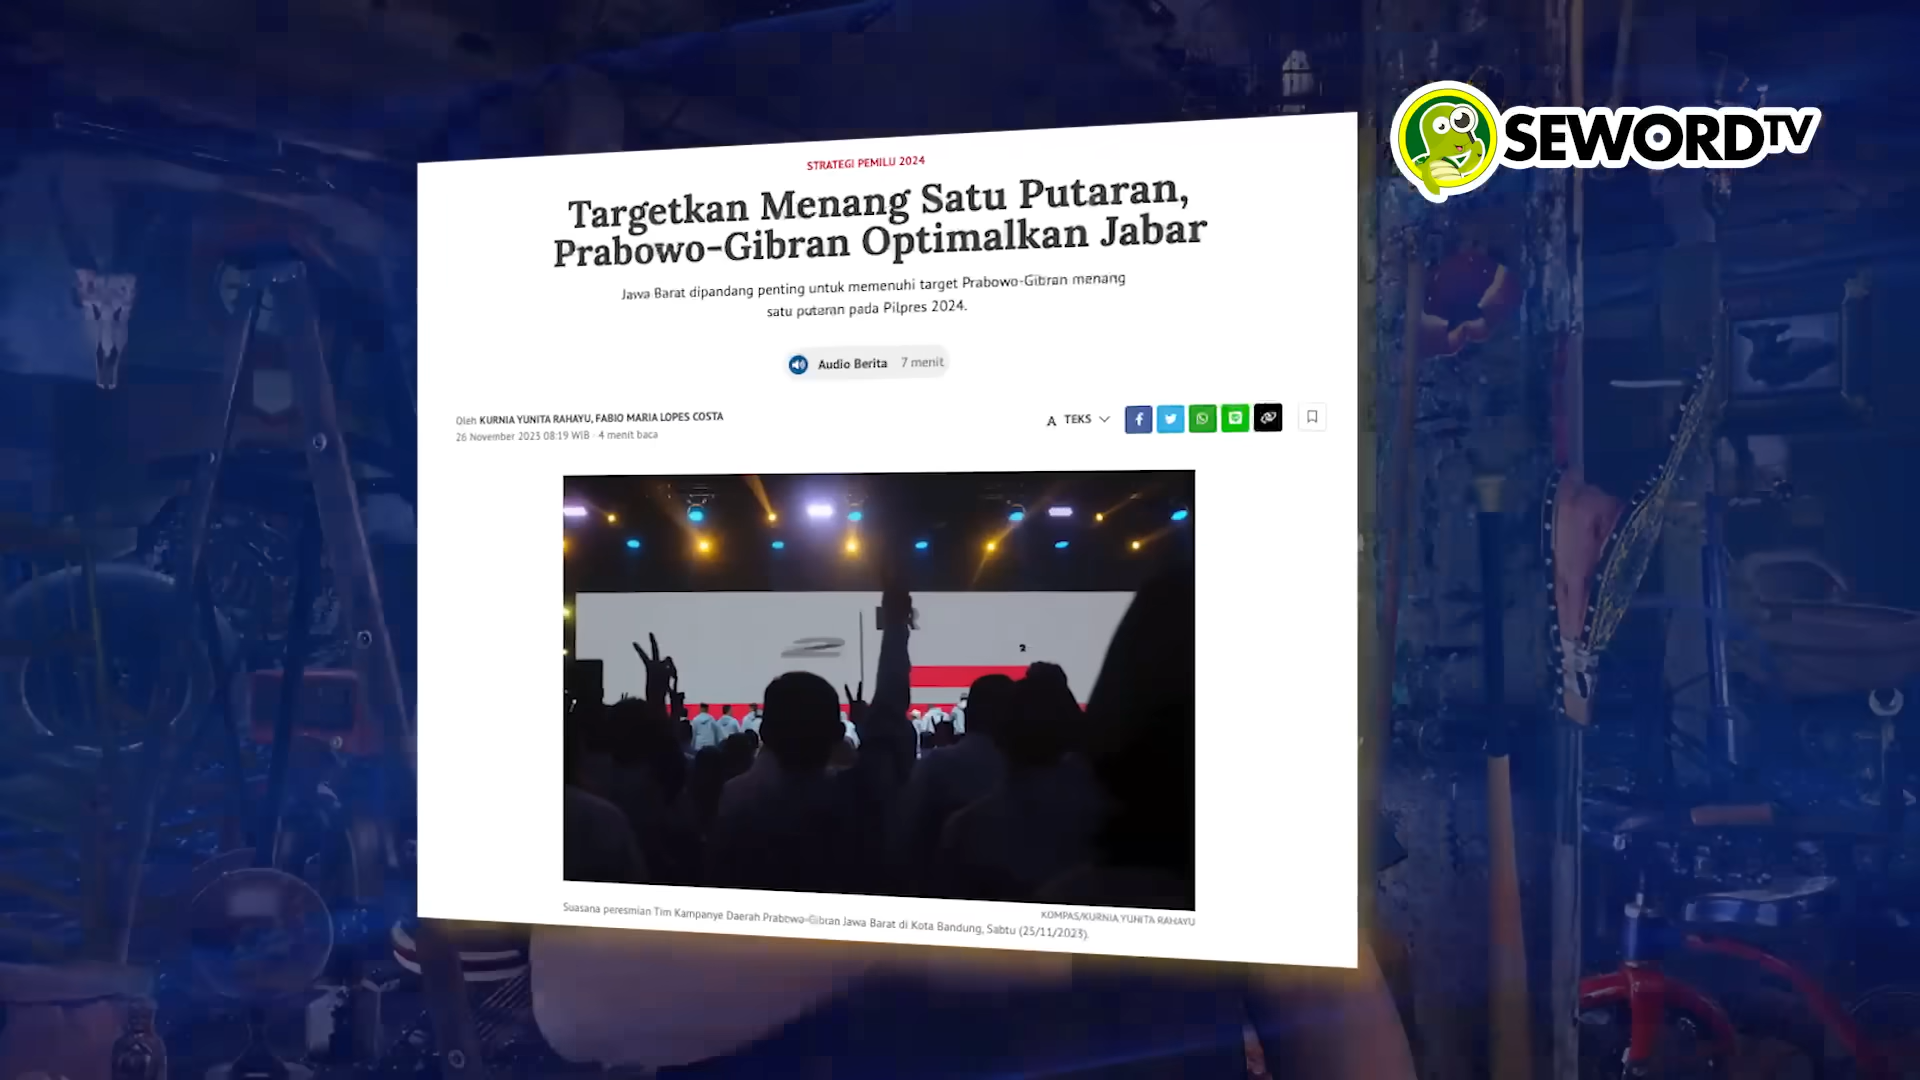 SEWORDTV
STRATEGI PEMILU 2024
Targetkan Menang Satu Putaran,
Prabowo-Gibran Optimalkan Jabar
Jawa Barat dipandang penting untuk memenuhi target Prabowo-Gibran menang
satu putaran pada Pilpres 2024.
Audio Berita 7 menit
Oleh KURNIA YUNITA RAHAYU, FABIO MARIA LOPES COSTA
26 November 2023 08:19 WIB · 4 menit baca
A TEKS
2
2
KOMPAS/KURNIA YUNITA RAHAYU
Suasana peresmian Tim Kampanye Daerah Prabowo-Gibran Jawa Barat di Kota Bandung, Sabtu (25/11/2023).